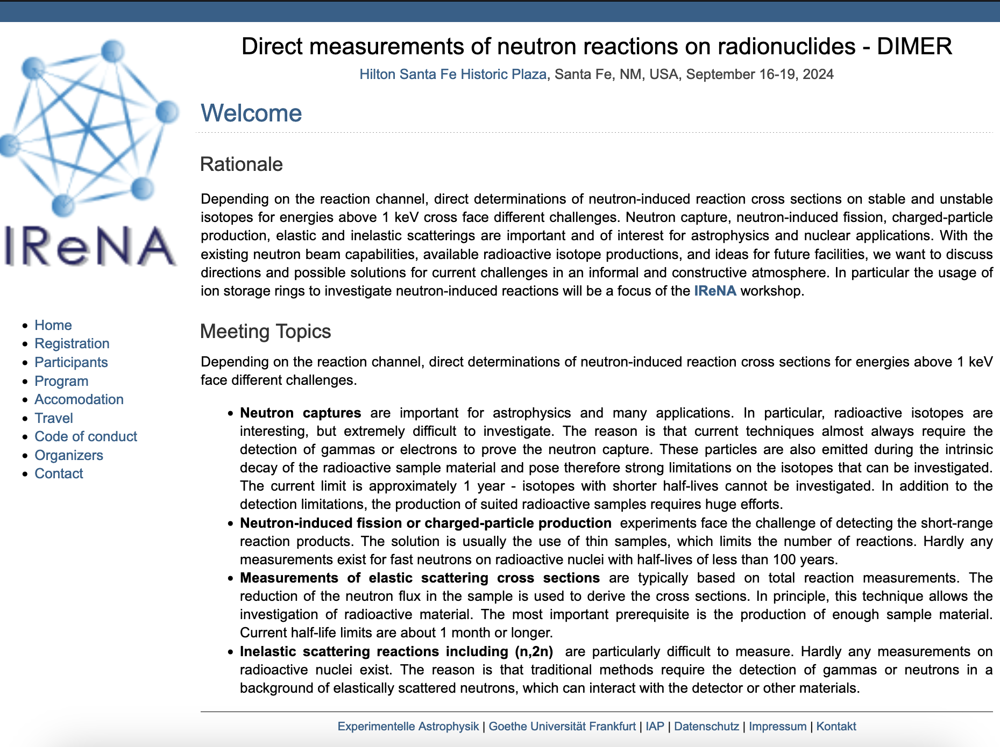 Direct measurements of neutron reactions on radionuclides - DIMER
Hilton Santa Fe Historic Plaza, Santa Fe, NM, USA, September 16-19, 2024
IReNA
Home
Registration
Participants
Program
Accomodation
Travel
Code of conduct
Organizers
Contact
Welcome
Rationale
Depending on the reaction channel, direct determinations of neutron-induced reaction cross sections on stable and unstable
isotopes for energies above 1 keV cross face different challenges. Neutron capture, neutron-induced fission, charged-particle
production, elastic and inelastic scatterings are important and of interest for astrophysics and nuclear applications. With the
existing neutron beam capabilities, available radioactive isotope productions, and ideas for future facilities, we want to discuss
directions and possible solutions for current challenges in an informal and constructive atmosphere. In particular the usage of
ion storage rings to investigate neutron-induced reactions will be a focus of the IReNA workshop.
Meeting Topics
Depending on the reaction channel, direct determinations of neutron-induced reaction cross sections for energies above 1 keV
face different challenges.
• Neutron captures are important for astrophysics and many applications. In particular, radioactive isotopes are
interesting, but extremely difficult to investigate. The reason is that current techniques almost always require the
detection of gammas or electrons to prove the neutron capture. These particles are also emitted during the intrinsic
decay of the radioactive sample material and pose therefore strong limitations on the isotopes that can be investigated.
The current limit is approximately 1 year - isotopes with shorter half-lives cannot be investigated. In addition to the
detection limitations, the production of suited radioactive samples requires huge efforts.
• Neutron-induced fission or charged-particle production experiments face the challenge of detecting the short-range
reaction products. The solution is usually the use of thin samples, which limits the number of reactions. Hardly any
measurements exist for fast neutrons on radioactive nuclei with half-lives of less than 100 years.
• Measurements of elastic scattering cross sections are typically based on total reaction measurements. The
reduction of the neutron flux in the sample is used to derive the cross sections. In principle, this technique allows the
investigation of radioactive material. The most important prerequisite is the production of enough sample material.
Current half-life limits are about 1 month or longer.
• Inelastic scattering reactions including (n,2n) are particularly difficult to measure. Hardly any measurements on
radioactive nuclei exist. The reason is that traditional methods require the detection of gammas or neutrons in a
background of elastically scattered neutrons, which can interact with the detector or other materials.
Experimentelle Astrophysik | Goethe Universität Frankfurt | IAP | Datenschutz | Impressum | Kontakt